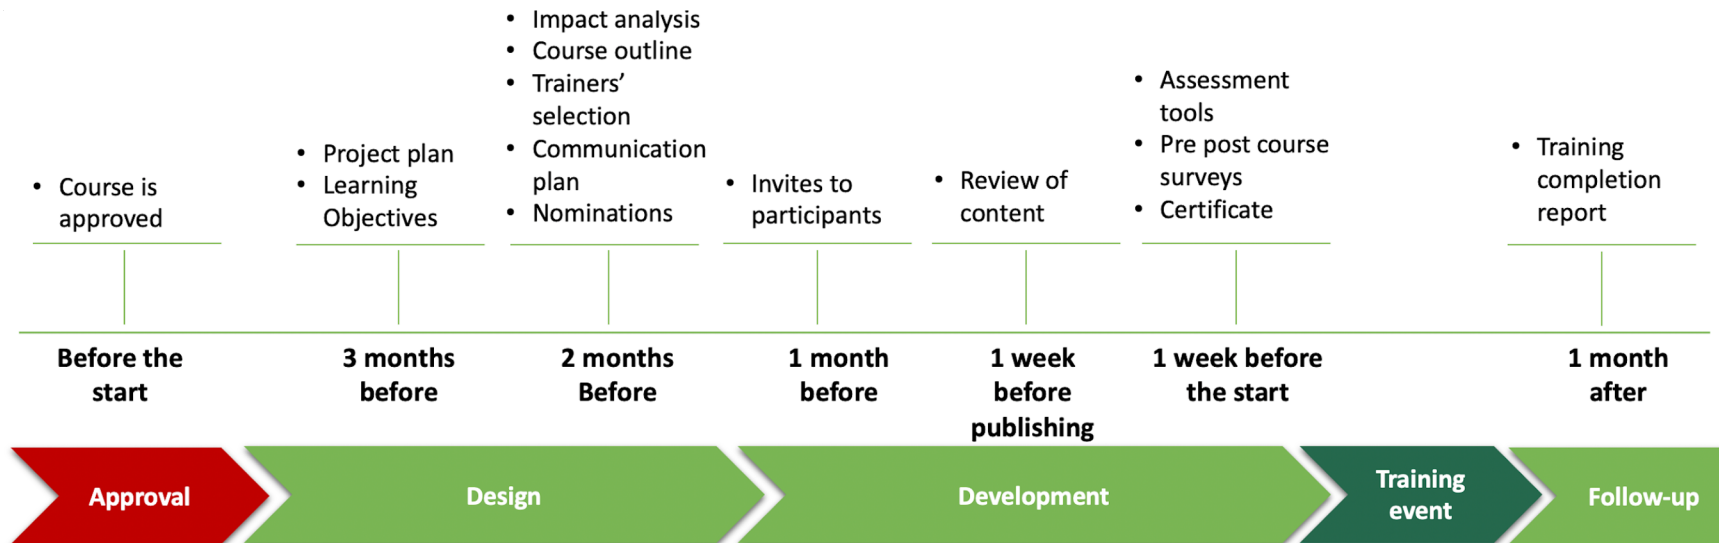 • Course is
approved
• Project plan
• Learning
Objectives
• Impact analysis
• Course outline
• Trainers’
selection
• Communication
plan
• Nominations
• Invites to
participants
• Review of
content
• Assessment
tools
• Pre post course
surveys
• Certificate
• Training
completion
report
Before the
start
3 months
before
2 months
Before
1 month
before
1 week
before
publishing
1 week before
the start
1 month
after
Approval
Design
Development
Training
event
Follow-up